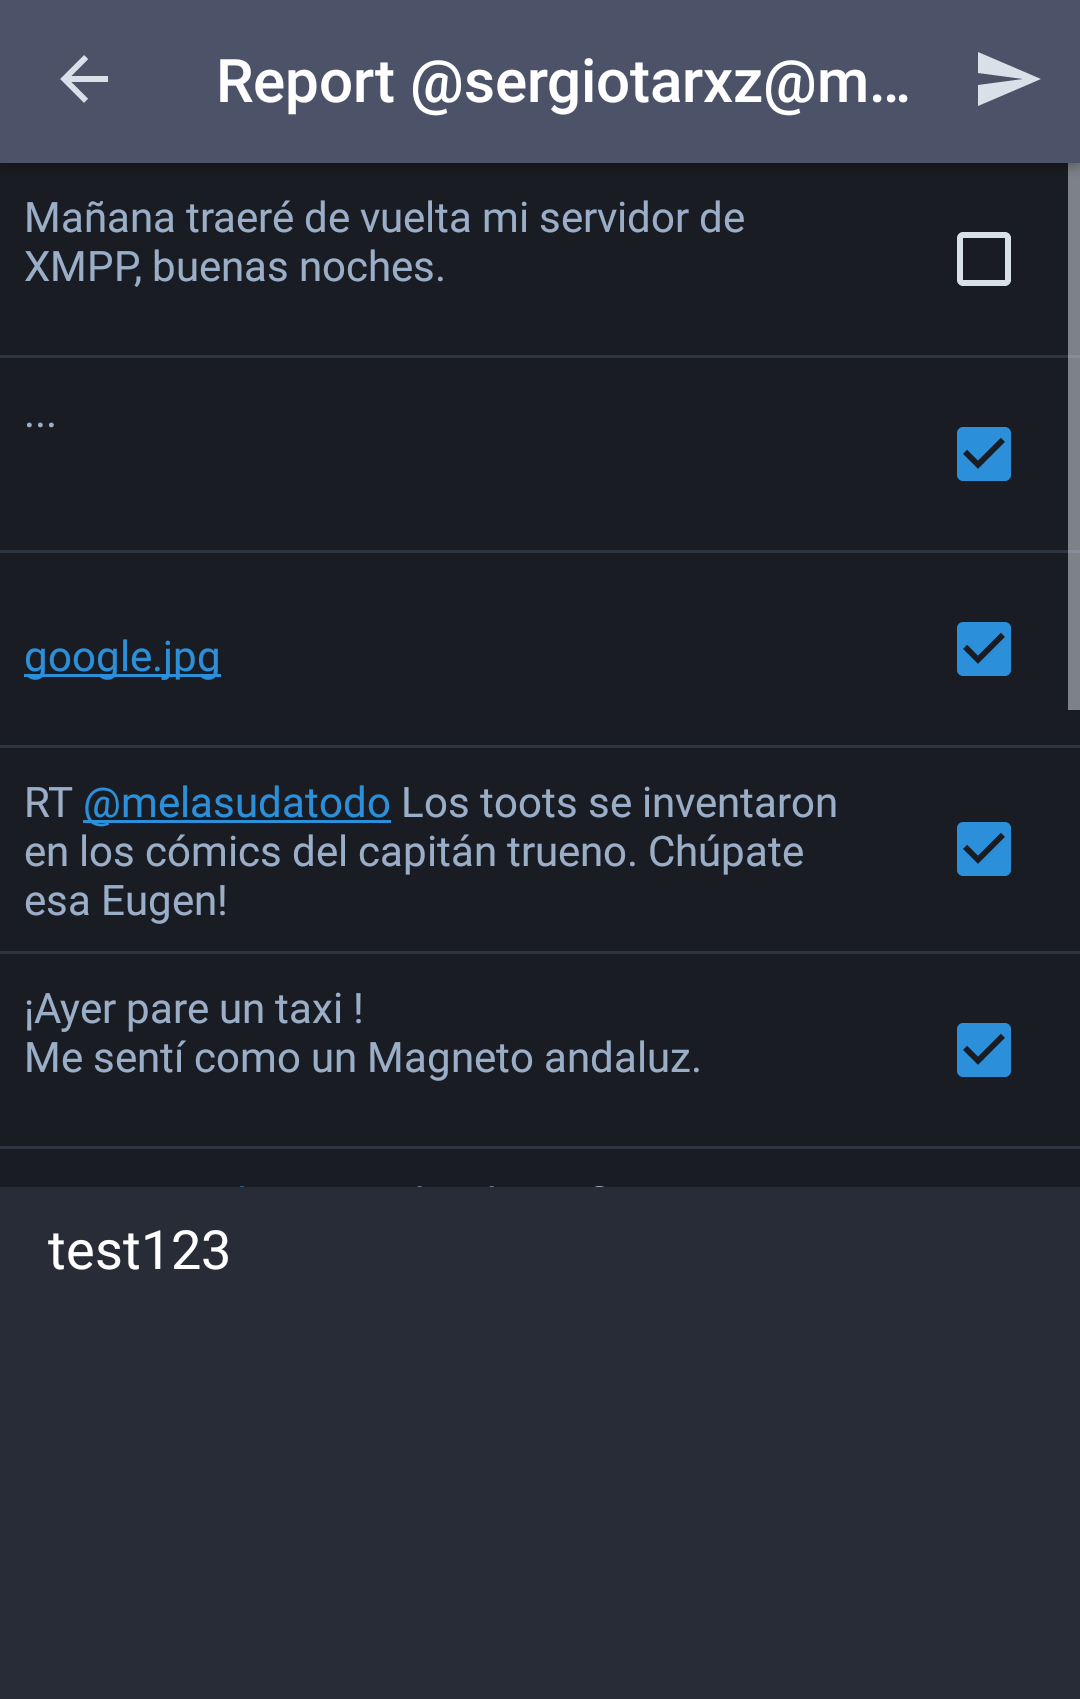 Report @sergiotarxz@m...
Mañana traeré de vuelta mi servidor de
XMPP, buenas noches.
...
google.jpg
RT @melasudatodo Los toots se inventaron
en los cómics del capitán trueno. Chúpate
esa Eugen!
¡Ayer pare un taxi !
Me sentí como un Magneto andaluz.
test123